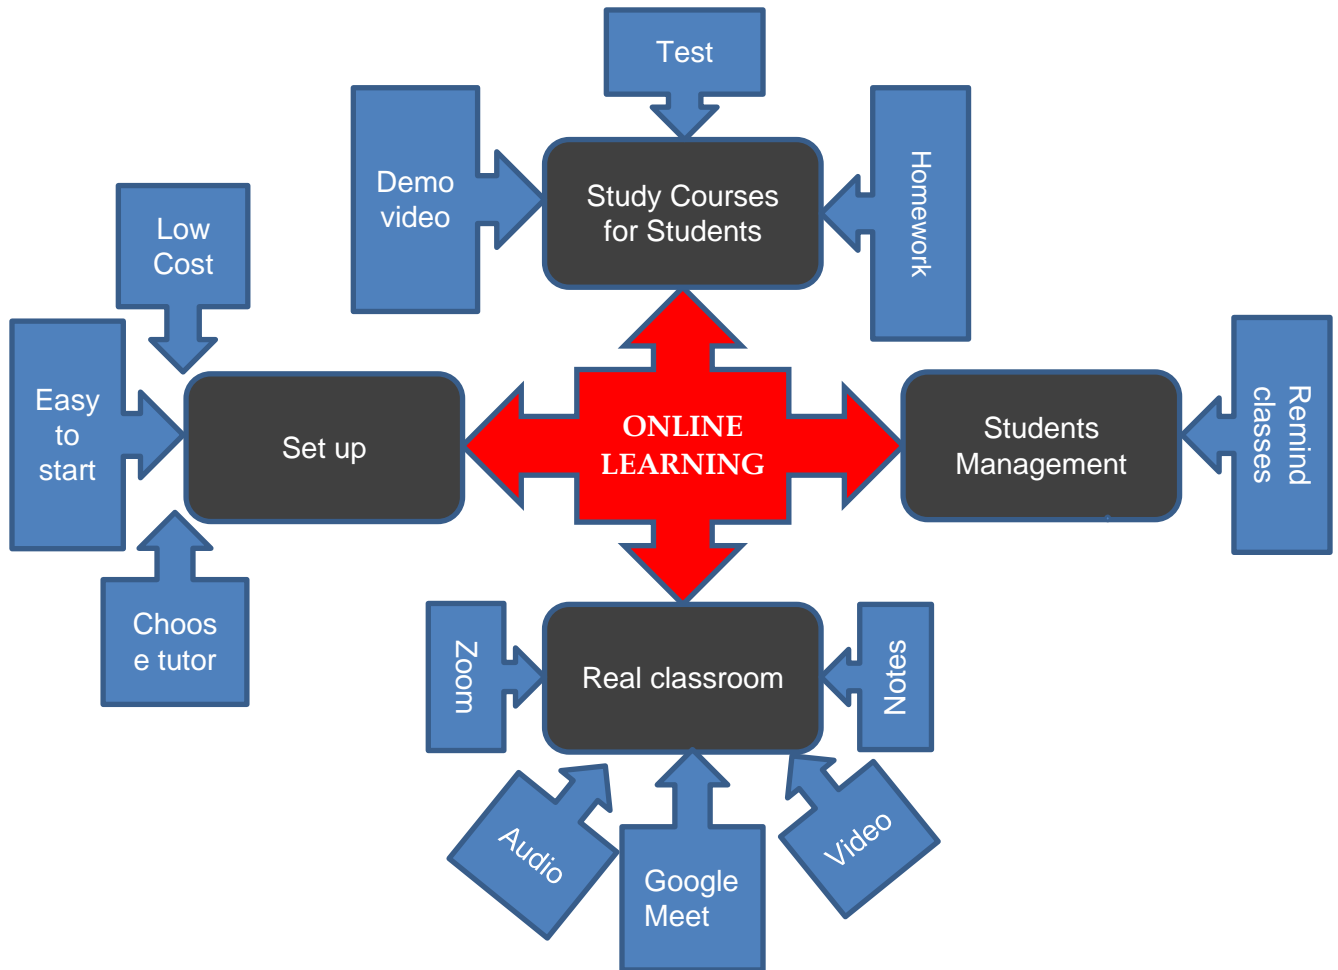 Test
Demo
video
Study Courses
for Students
Homework
Low
Cost
Easy
to
start
Set up
ONLINE
LEARNING
Students
Management
Remind
classes
Choos
e tutor
Zoom
Real classroom
Notes
Audio
Google
Meet
Video